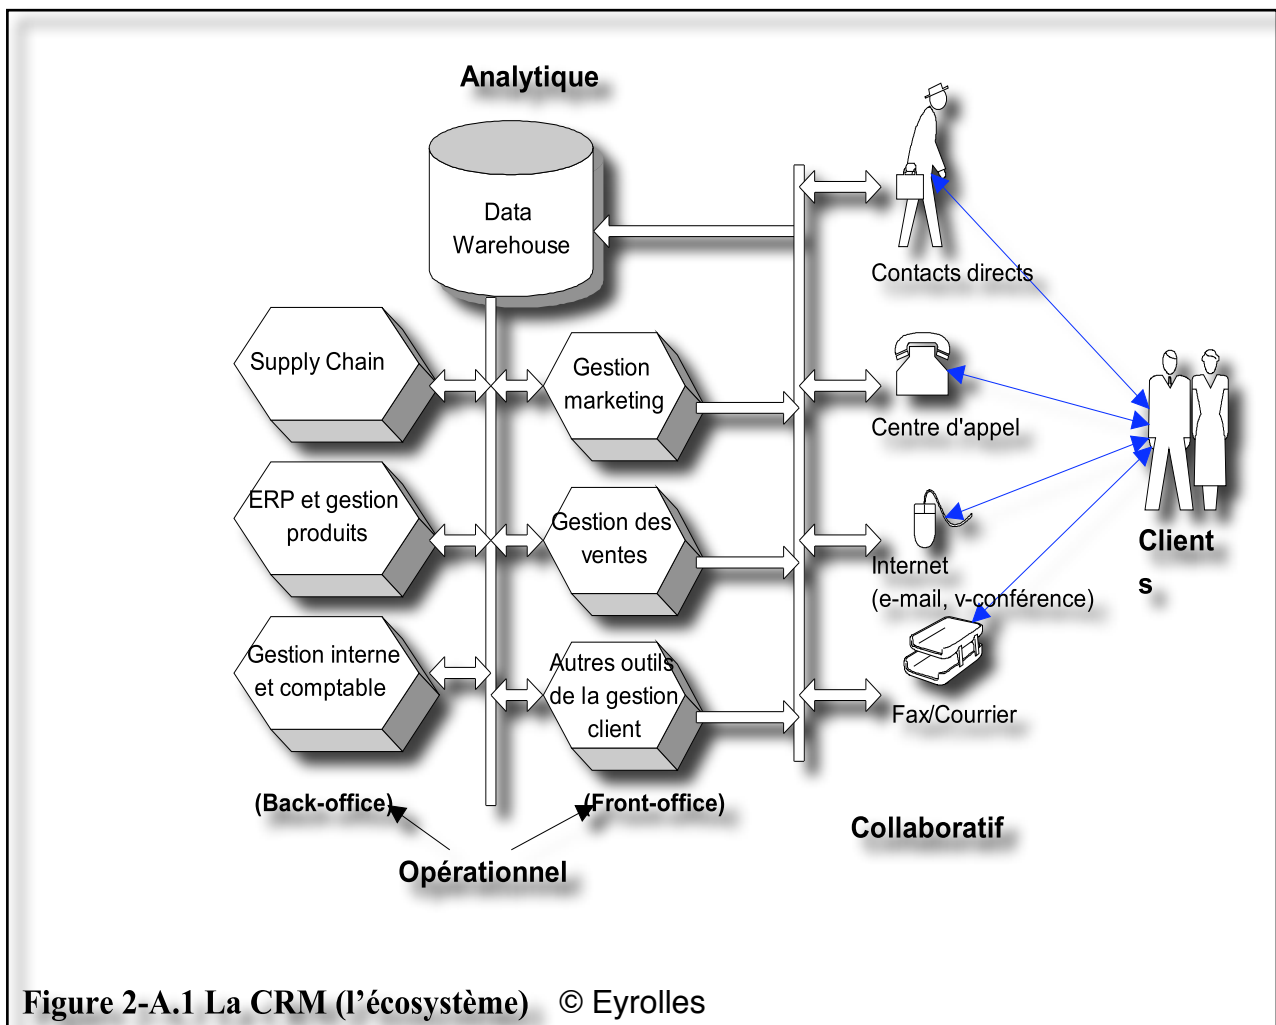 Analytique
Data
Warehouse
Contacts directs
Supply Chain
Gestion
marketing
Centre d'appel
ERP et gestion
produits
Gestion des
ventes
Internet
(e-mail, v-conférence)
Client
s
Gestion interne
et comptable
Autres outils
de la gestion
client
Fax/Courrier
(Back-office)
(Front-office)
Collaboratif
Opérationnel
Figure 2-A.1 La CRM (l’écosystème) © Eyrolles